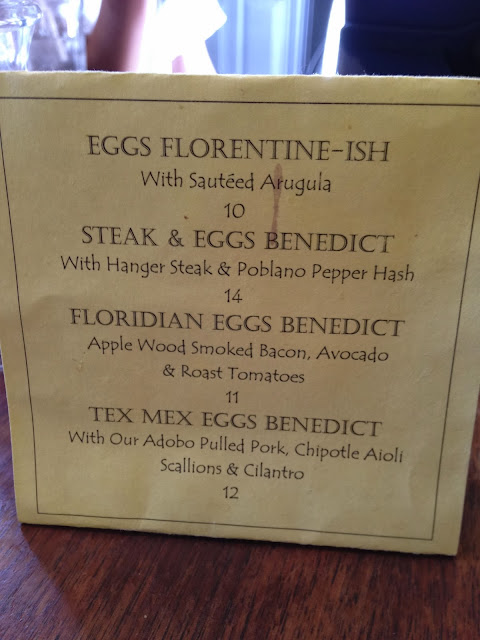 EGGS FLORENTINE-ISH
With Sautéed Arugula
10
STEAK & EGGS BENEDICT
With Hanger Steak & Poblano Pepper Hash
14
FLORIDIAN EGGS BENEDICT
Apple Wood Smoked Bacon, Avocado
& Roast Tomatoes
11
TEX MEX EGGS BENEDICT
With Our Adobo Pulled Pork, Chipotle Aioli
Scallions & Cilantro
12